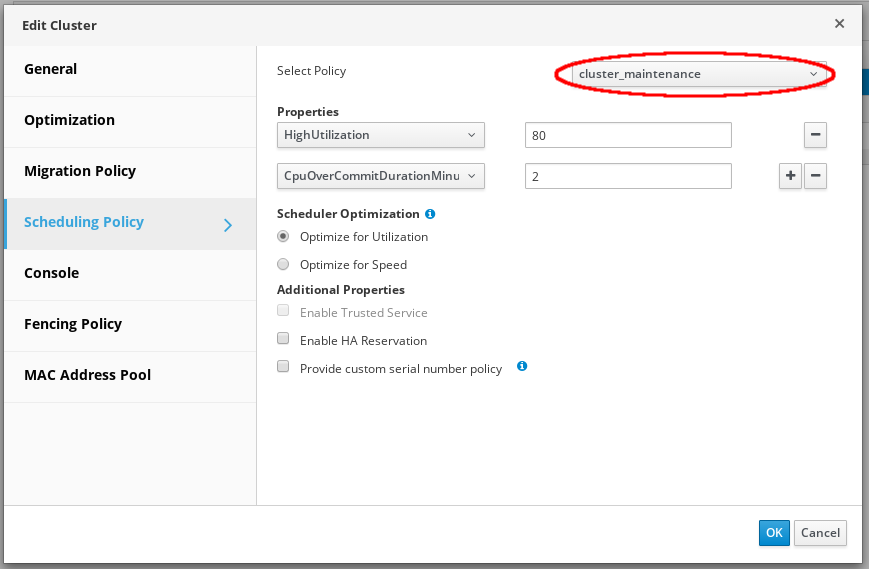 Edit Cluster
General
Optimization
Migration Policy
Scheduling Policy
Console
Fencing Policy
MAC Address Pool
Select Policy
cluster_maintenance
Properties
HighUtilization
80
CpuOverCommitDurationMinu
2
Scheduler Optimization
Optimize for Utilization
Optimize for Speed
Additional Properties
Enable Trusted Service
Enable HA Reservation
Provide custom serial number policy
OK
Cancel